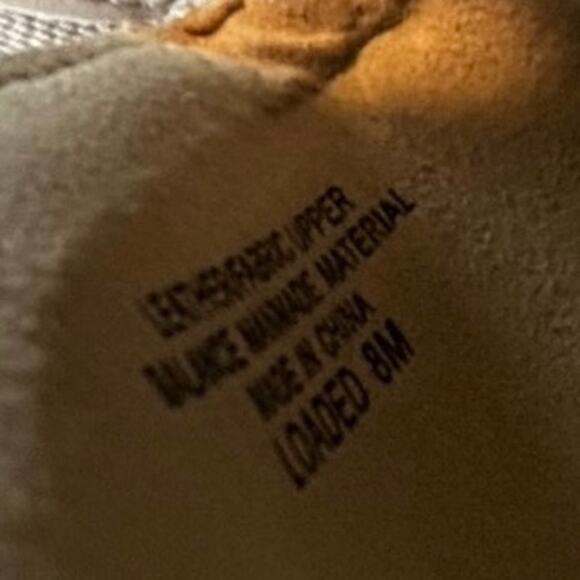 LEATHER/FABRIC UPPER
BALANCE MANMADE MATERIAL
MADE IN CHINA
LOADED 8M